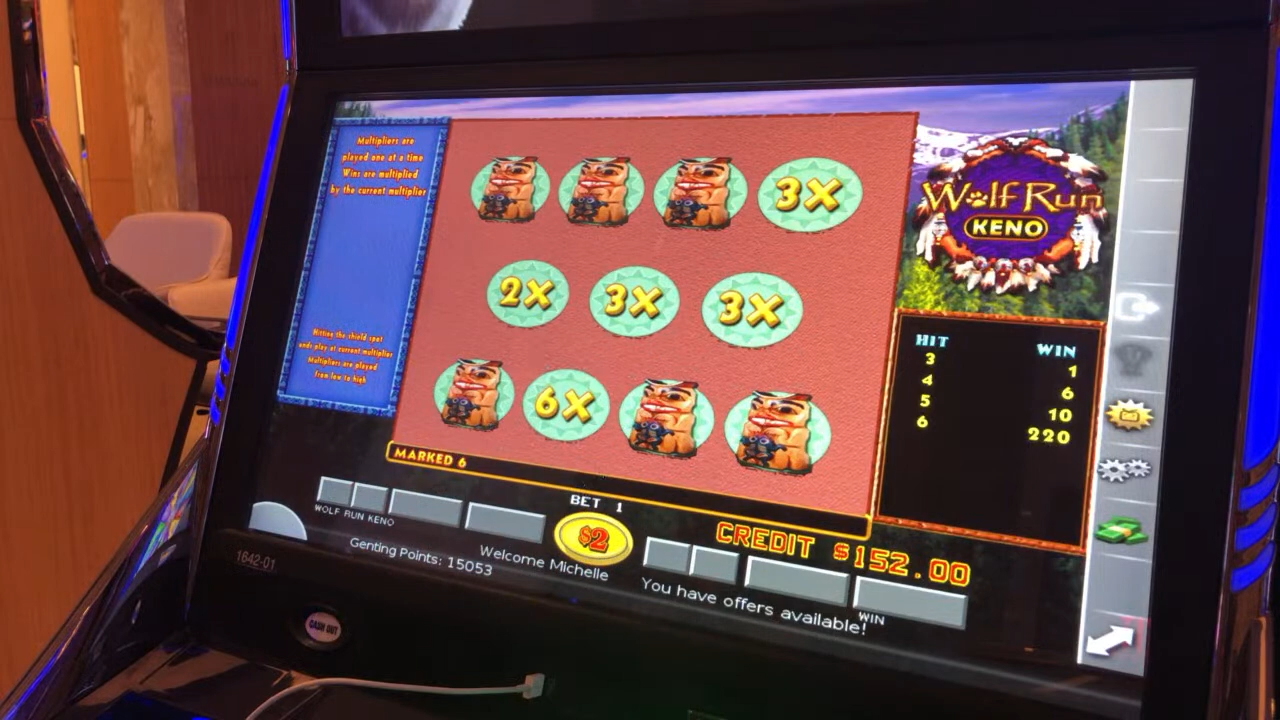 Multipliers are
played one at a time
Wins are multiplied
by the current multiplier
Hitting the shield spot
ends play at current multiplier
Multipliers are played
from low to high
3X
2X 3X 3X
6X
MARKED 6
Wolf Run
KENO
HIT WIN
3 1
4 6
5 10
6 220
BET 1
$2
CREDIT $152.00
WOLF RUN KENO
WIN
Genting Points: 15053
Welcome Michelle
You have offers available!
1642-01
CASH OUT